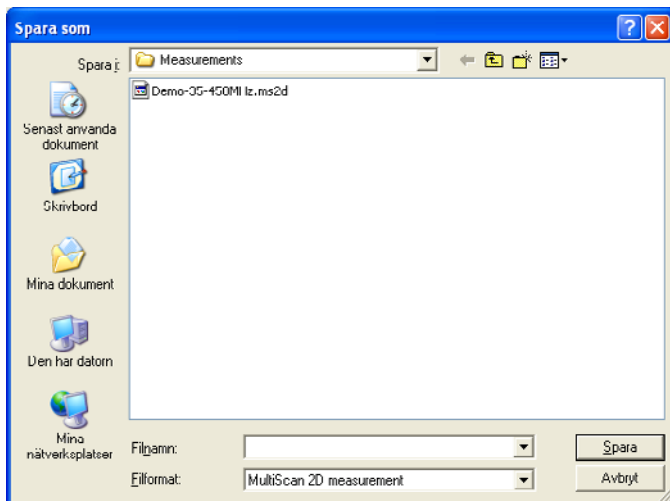 Spara som
Spara i:
Measurements
Demo-35-450MHz.ms2d
Senast använda
dokument
Skrivbord
Mina dokument
Den här datorn
Mina
nätverksplatser
Filnamn:
Spara
Filformat:
MultiScan 2D measurement
Avbryt